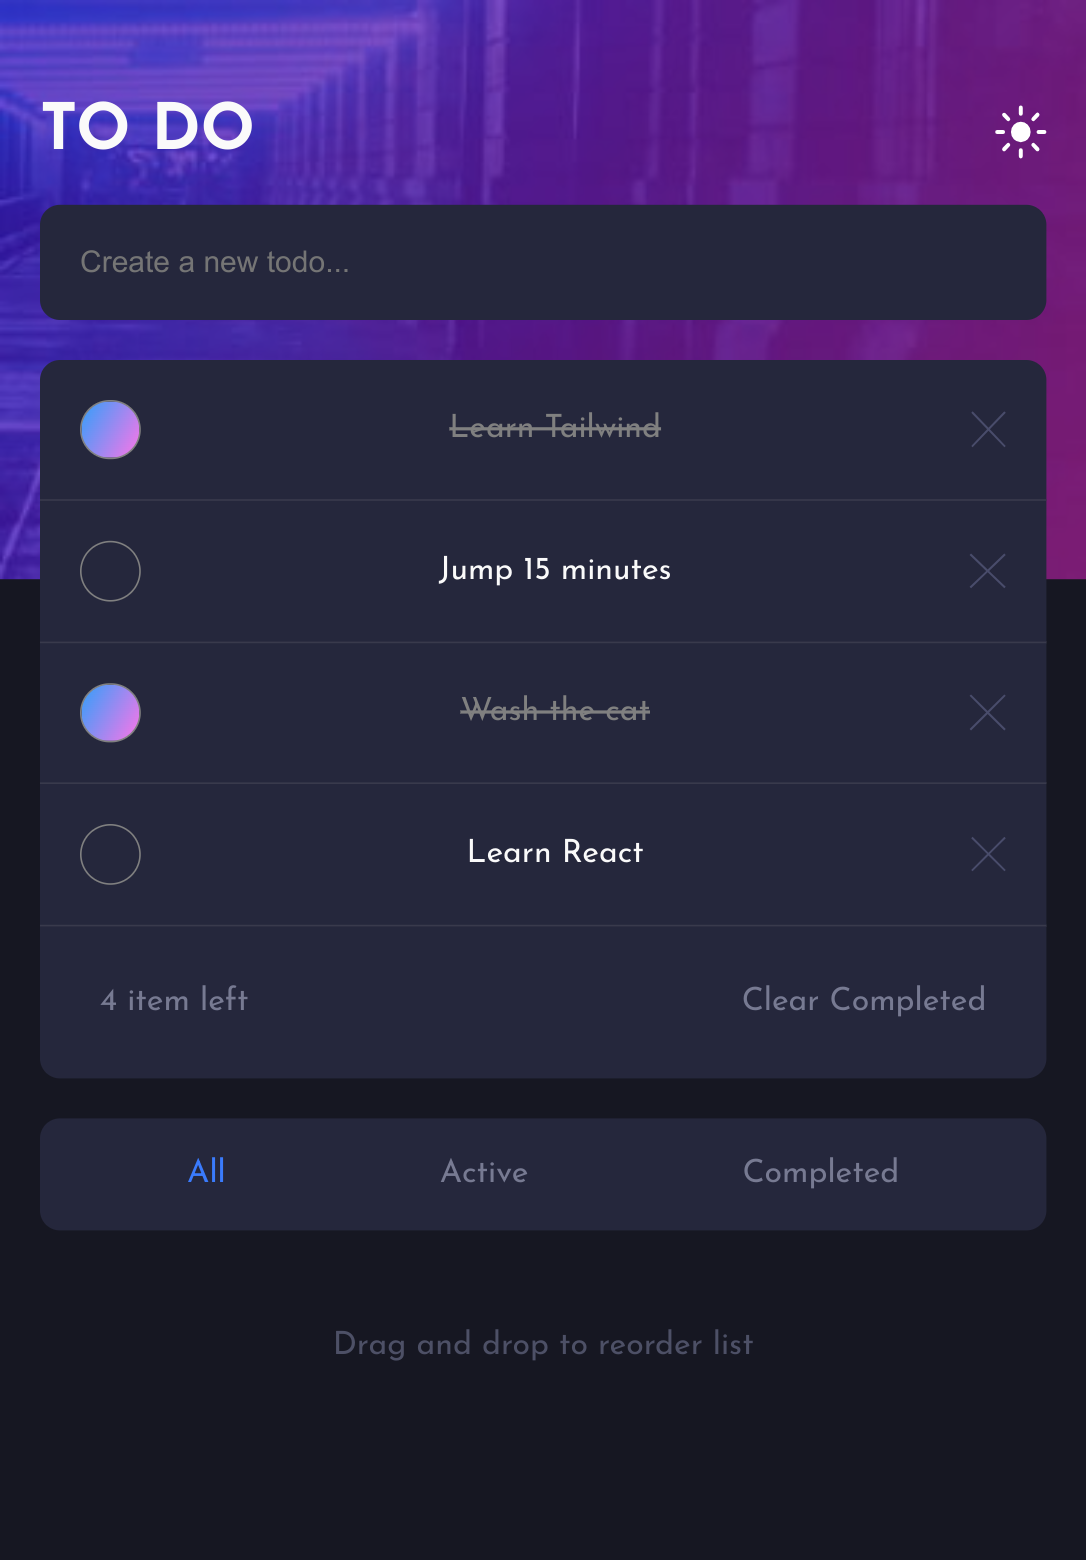 TO DO
Create a new todo...
Learn Tailwind
Jump 15 minutes
Wash the cat
Learn React
4 item left
Clear Completed
All
Active
Completed
Drag and drop to reorder list